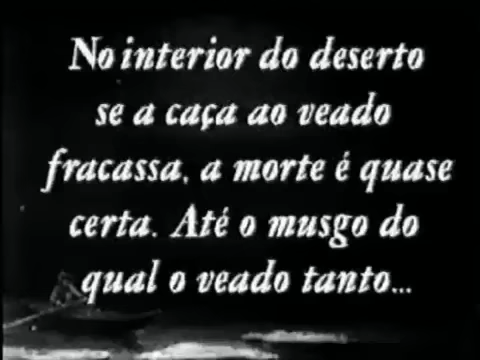 No interior do deserto
se a caça ao veado
fracassa, a morte é quase
certa. Até o musgo do
qual o veado tanto...